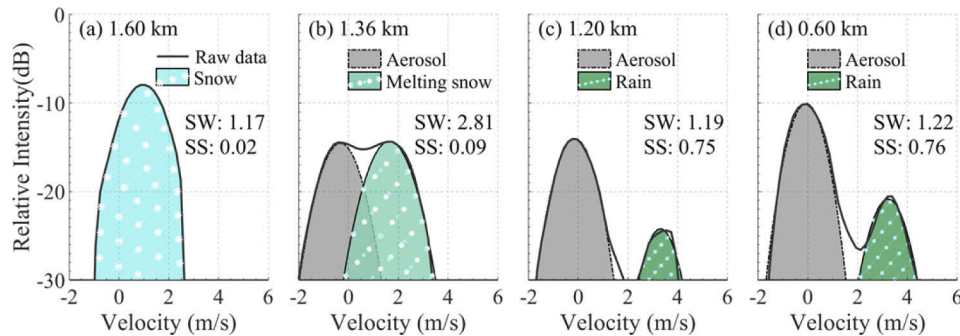 (a) 1.60 km
Raw data
Snow
SW: 1.17
SS: 0.02
(b) 1.36 km
Aerosol
Melting snow
SW: 2.81
SS: 0.09
(c) 1.20 km
Aerosol
Rain
SW: 1.19
SS: 0.75
(d) 0.60 km
Aerosol
Rain
SW: 1.22
SS: 0.76
Relative Intensity(dB)
0
-10
-20
-30
-2 0 2 4 6
-2 0 2 4 6
-2 0 2 4 6
-2 0 2 4 6
Velocity (m/s)
Velocity (m/s)
Velocity (m/s)
Velocity (m/s)